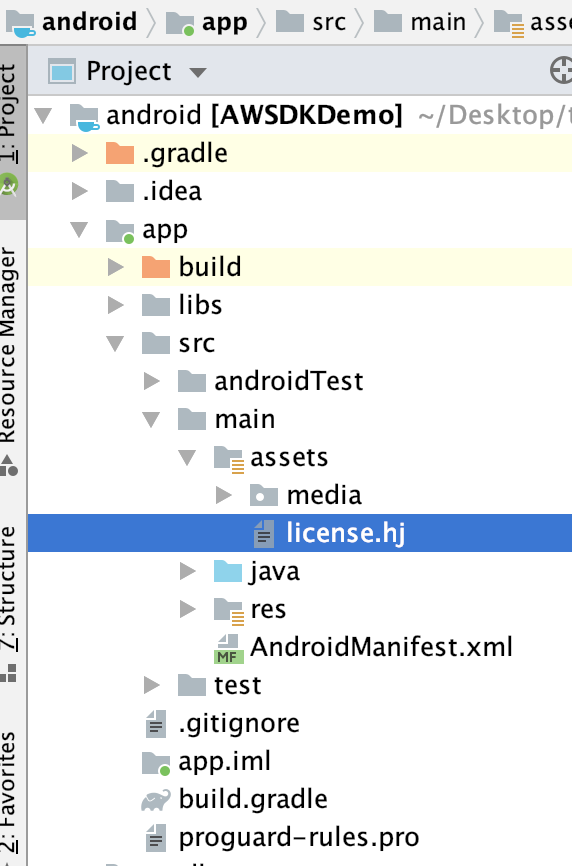 android app src main asse
Project
android [AWSDKDemo] ~/Desktop/t
.gradle
.idea
app
build
libs
src
androidTest
main
assets
media
license.hj
java
res
MF AndroidManifest.xml
test
.gitignore
app.iml
build.gradle
proguard-rules.pro
1: Project
Resource Manager
7: Structure
2: Favorites